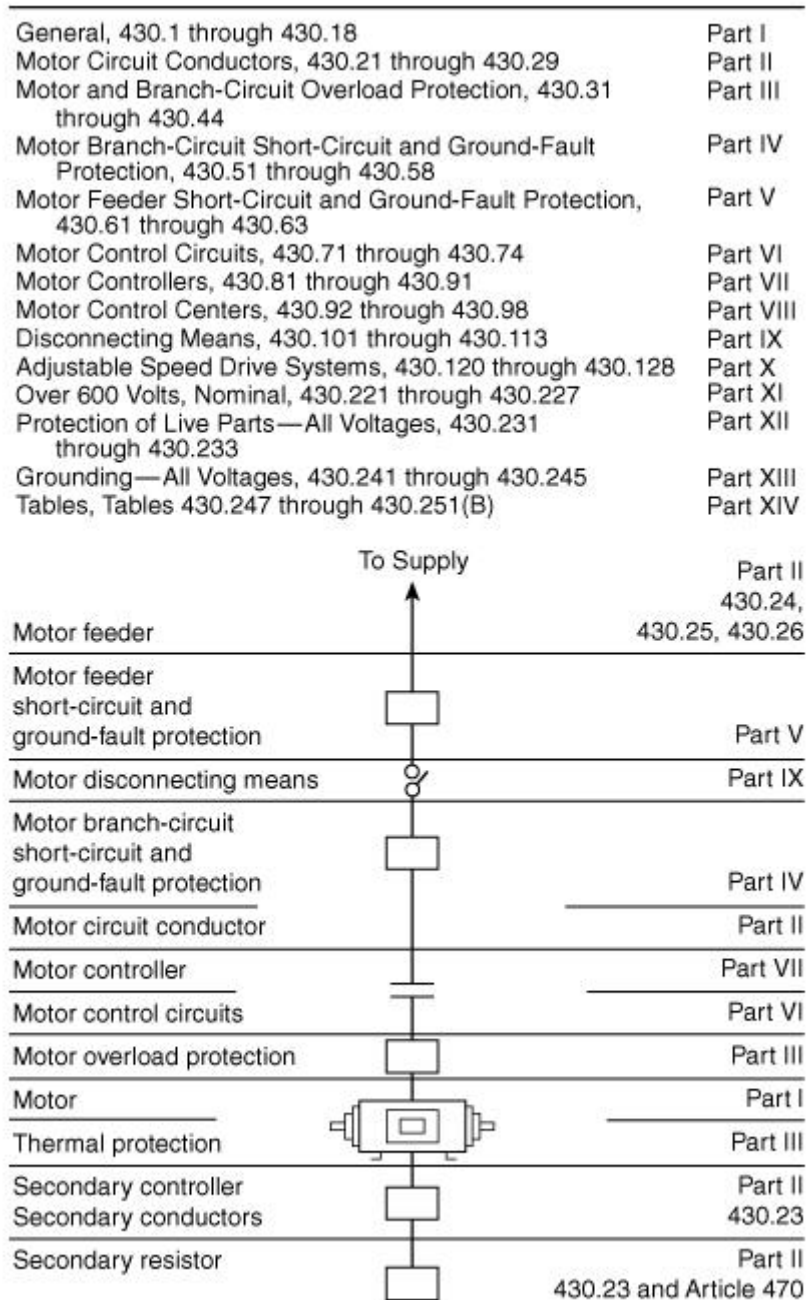 General, 430.1 through 430.18 Part I
Motor Circuit Conductors, 430.21 through 430.29 Part II
Motor and Branch-Circuit Overload Protection, 430.31 Part III
through 430.44
Motor Branch-Circuit Short-Circuit and Ground-Fault Part IV
Protection, 430.51 through 430.58
Motor Feeder Short-Circuit and Ground-Fault Protection, Part V
430.61 through 430.63
Motor Control Circuits, 430.71 through 430.74 Part VI
Motor Controllers, 430.81 through 430.91 Part VII
Motor Control Centers, 430.92 through 430.98 Part VIII
Disconnecting Means, 430.101 through 430.113 Part IX
Adjustable Speed Drive Systems, 430.120 through 430.128 Part X
Over 600 Volts, Nominal, 430.221 through 430.227 Part XI
Protection of Live Parts—All Voltages, 430.231 Part XII
through 430.233
Grounding—All Voltages, 430.241 through 430.245 Part XIII
Tables, Tables 430.247 through 430.251(B) Part XIV
To Supply
Part II
430.24,
Motor feeder 430.25, 430.26
Motor feeder
short-circuit and
ground-fault protection Part V
Motor disconnecting means Part IX
Motor branch-circuit
short-circuit and
ground-fault protection Part IV
Motor circuit conductor Part II
Motor controller Part VII
Motor control circuits Part VI
Motor overload protection Part III
Motor Part I
Thermal protection Part III
Secondary controller Part II
Secondary conductors 430.23
Secondary resistor Part II
430.23 and Article 470